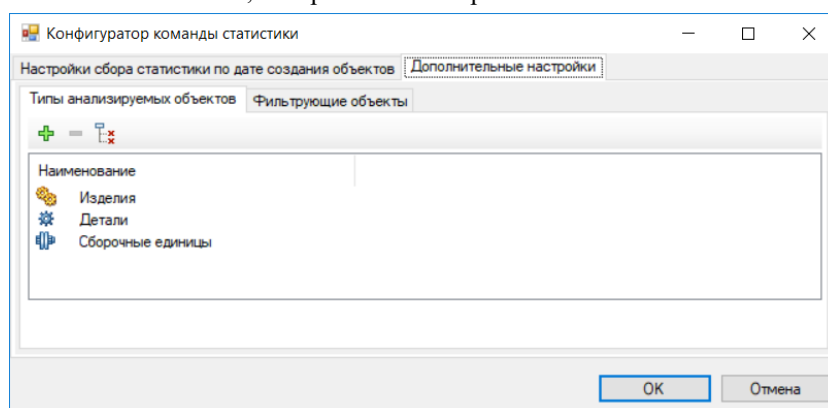 Конфигуратор команды статистики
Настройки сбора статистики по дате создания объектов Дополнительные настройки
Типы анализируемых объектов Фильтрующие объекты
Наименование
Изделия
Детали
Сборочные единицы
OK Отмена